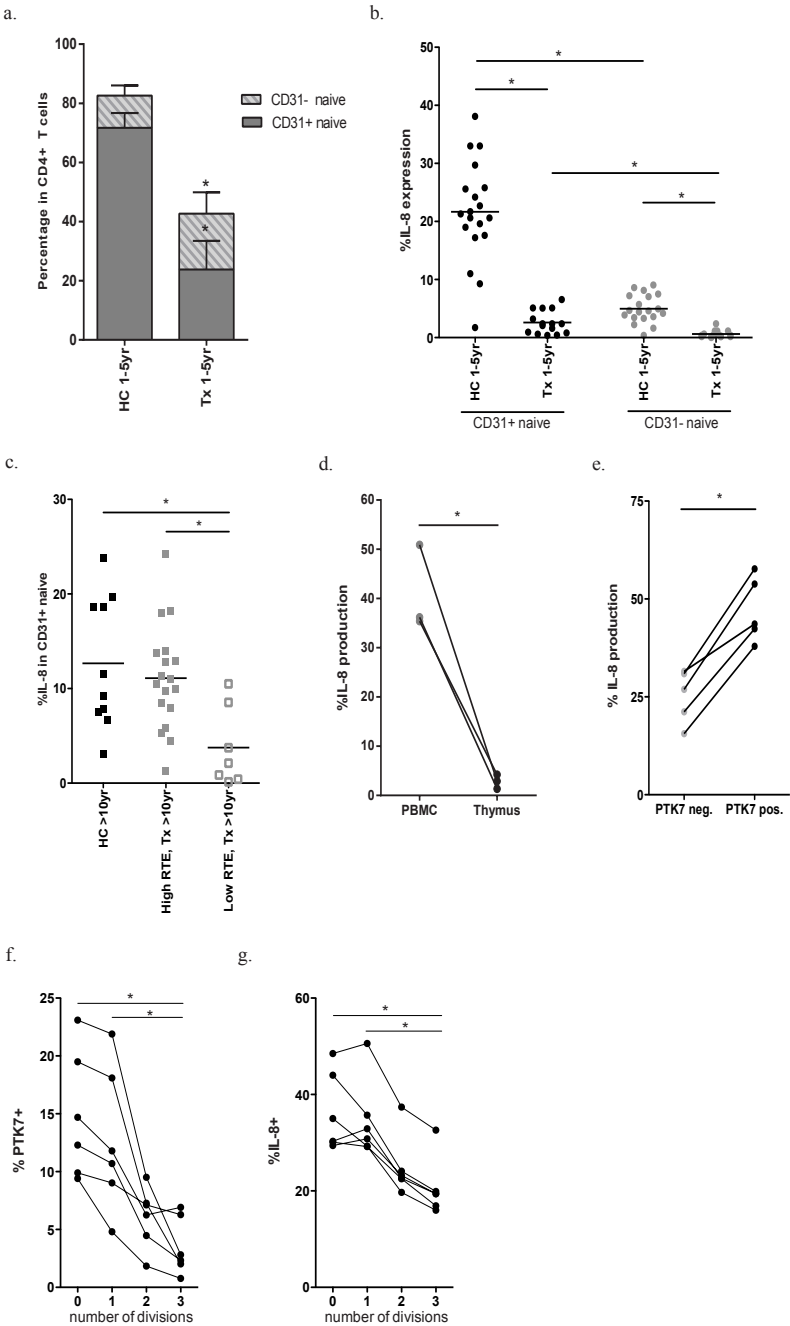 a.
Percentage in CD4+ T cells
100
80
60
40
20
0
*
*
HC 1-5yr
Tx 1-5yr
CD31- naive
CD31+ naive
b.
%IL-8 expression
50
40
30
20
10
0
*
*
*
*
HC 1-5yr
Tx 1-5yr
HC 1-5yr
Tx 1-5yr
CD31+ naive
CD31- naive
c.
%IL-8 in CD31+ naive
30
20
10
0
*
*
HC >10yr
High RTE, Tx >10yr
Low RTE, Tx >10yr
d.
%IL-8 production
60
50
40
30
20
10
0
*
PBMC
Thymus
e.
% IL-8 production
75
50
25
0
*
PTK7 neg.
PTK7 pos.
f.
% PTK7+
25
20
15
10
5
0
*
*
0 1 2 3
number of divisions
g.
%IL-8+
60
40
20
0
*
*
0 1 2 3
number of divisions